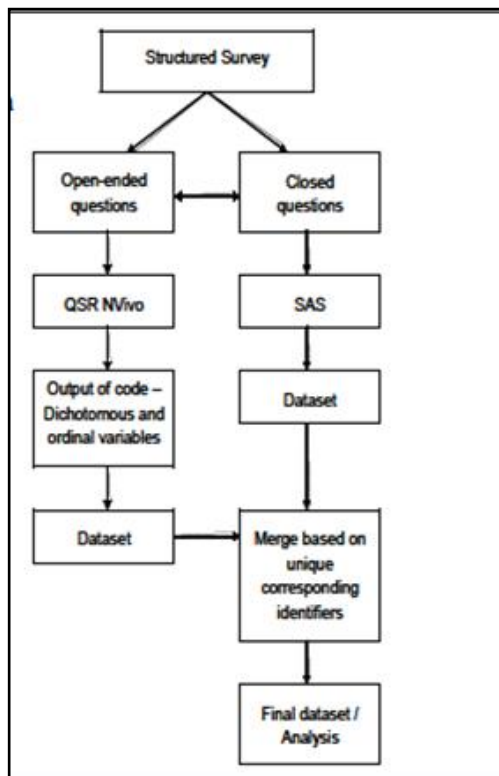 Structured Survey
Open-ended
questions
Closed
questions
QSR NVivo
SAS
Output of code –
Dichotomous and
ordinal variables
Dataset
Dataset
Merge based on
unique
corresponding
identifiers
Final dataset /
Analysis